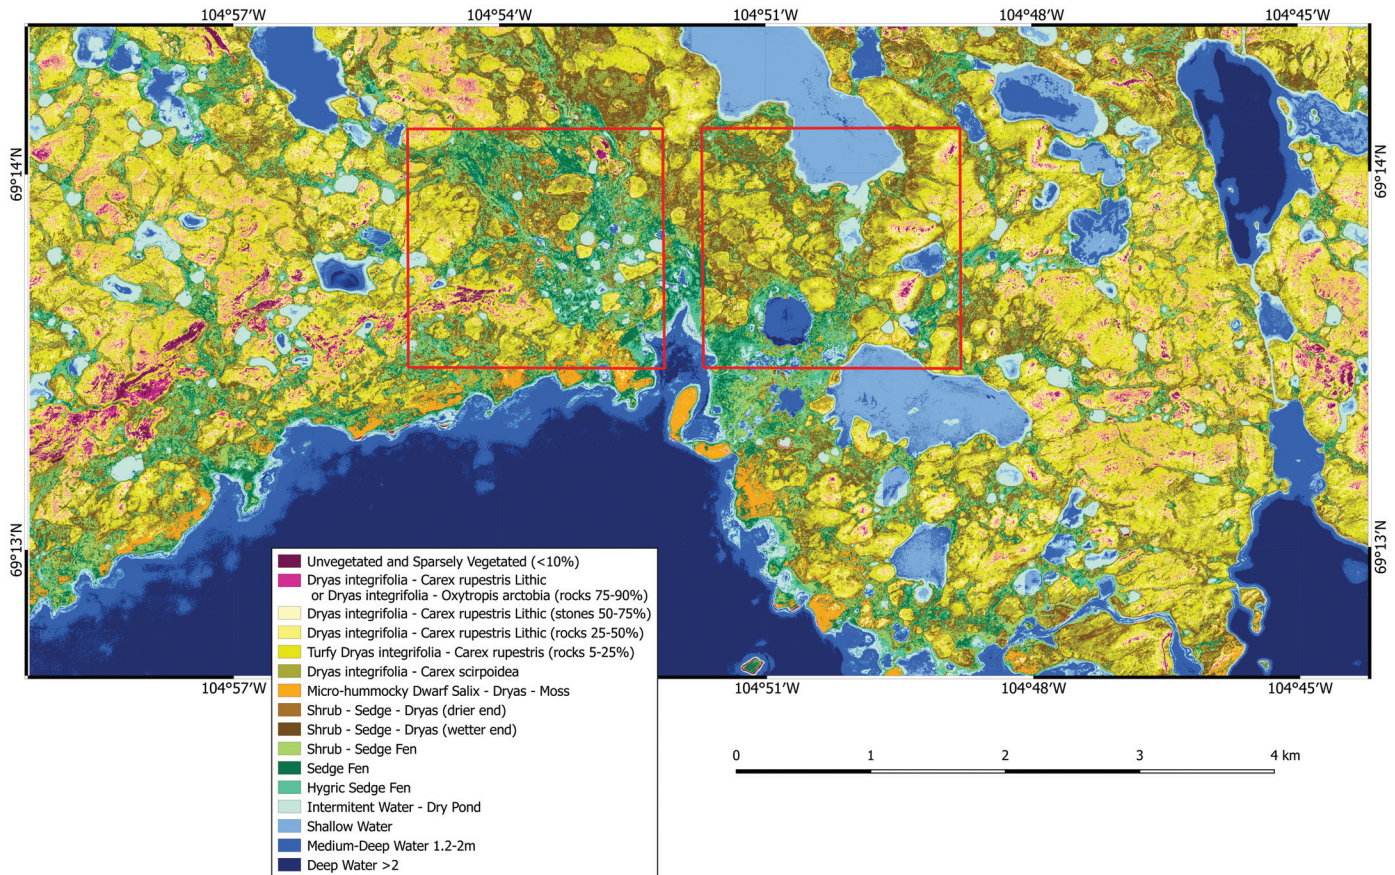 104°57'W 104°54'W 104°51'W 104°48'W 104°45'W
69°14'N 69°14'N
69°13'N 69°13'N
Unvegetated and Sparsely Vegetated (<10%)
Dryas integrifolia - Carex rupestris Lithic
or Dryas integrifolia - Oxytropis arctobia (rocks 75-90%)
Dryas integrifolia - Carex rupestris Lithic (stones 50-75%)
Dryas integrifolia - Carex rupestris Lithic (rocks 25-50%)
Turfy Dryas integrifolia - Carex rupestris (rocks 5-25%)
Dryas integrifolia - Carex scirpoidea
Micro-hummocky Dwarf Salix - Dryas - Moss
Shrub - Sedge - Dryas (drier end)
Shrub - Sedge - Dryas (wetter end)
Shrub - Sedge Fen
Sedge Fen
Hygric Sedge Fen
Intermitent Water - Dry Pond
Shallow Water
Medium-Deep Water 1.2-2m
Deep Water >2
104°57'W 104°51'W 104°48'W 104°45'W
0 1 2 3 4 km